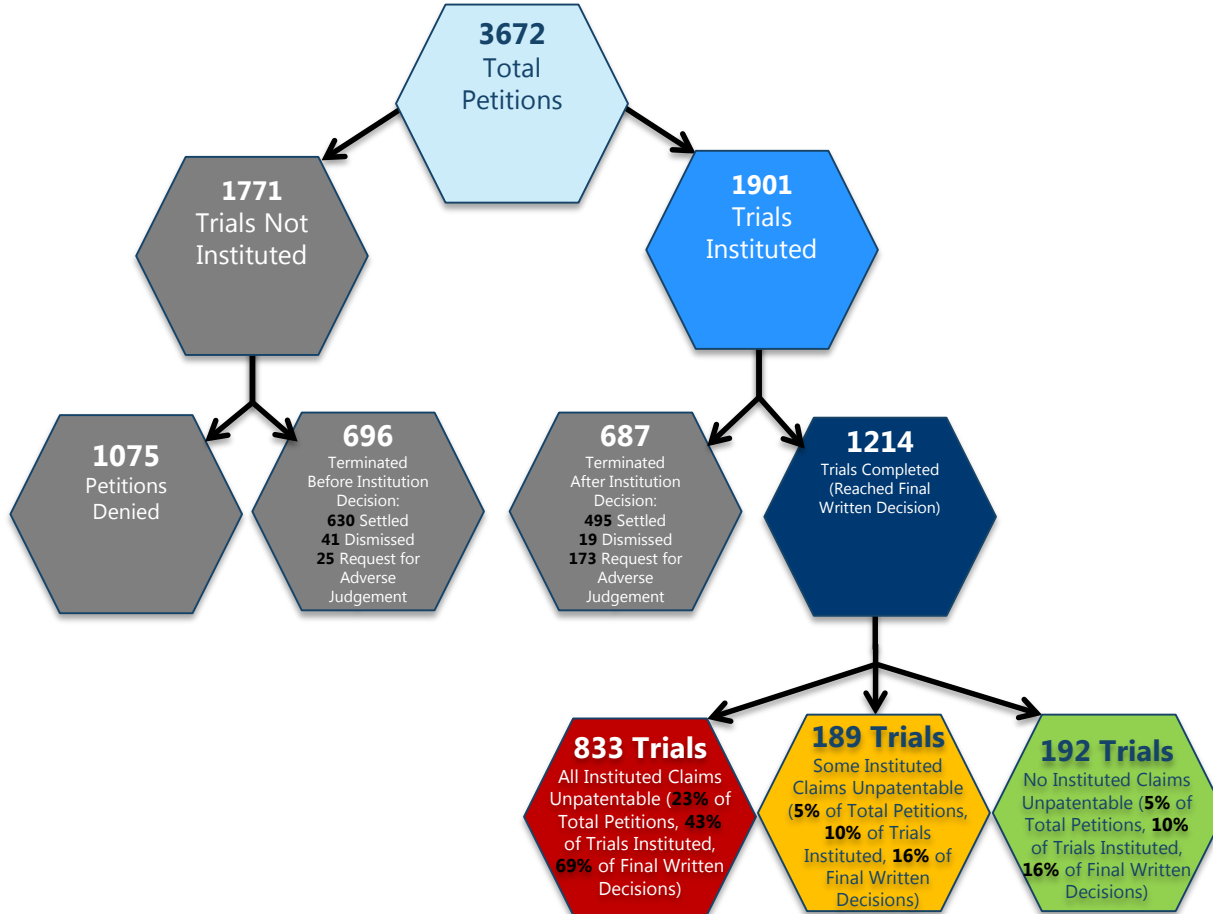 3672
Total
Petitions
1771
Trials Not
Instituted
1901
Trials
Instituted
1075
Petitions
Denied
696
Terminated
Before Institution
Decision:
630 Settled
41 Dismissed
25 Request for
Adverse
Judgement
687
Terminated
After Institution
Decision:
495 Settled
19 Dismissed
173 Request for
Adverse
Judgement
1214
Trials Completed
(Reached Final
Written Decision)
833 Trials
All Instituted Claims
Unpatentable (23% of
Total Petitions, 43%
of Trials Instituted,
69% of Final Written
Decisions)
189 Trials
Some Instituted
Claims Unpatentable
(5% of Total Petitions,
10% of Trials
Instituted, 16% of
Final Written
Decisions)
192 Trials
No Instituted Claims
Unpatentable (5% of
Total Petitions, 10%
of Trials Instituted,
16% of Final Written
Decisions)